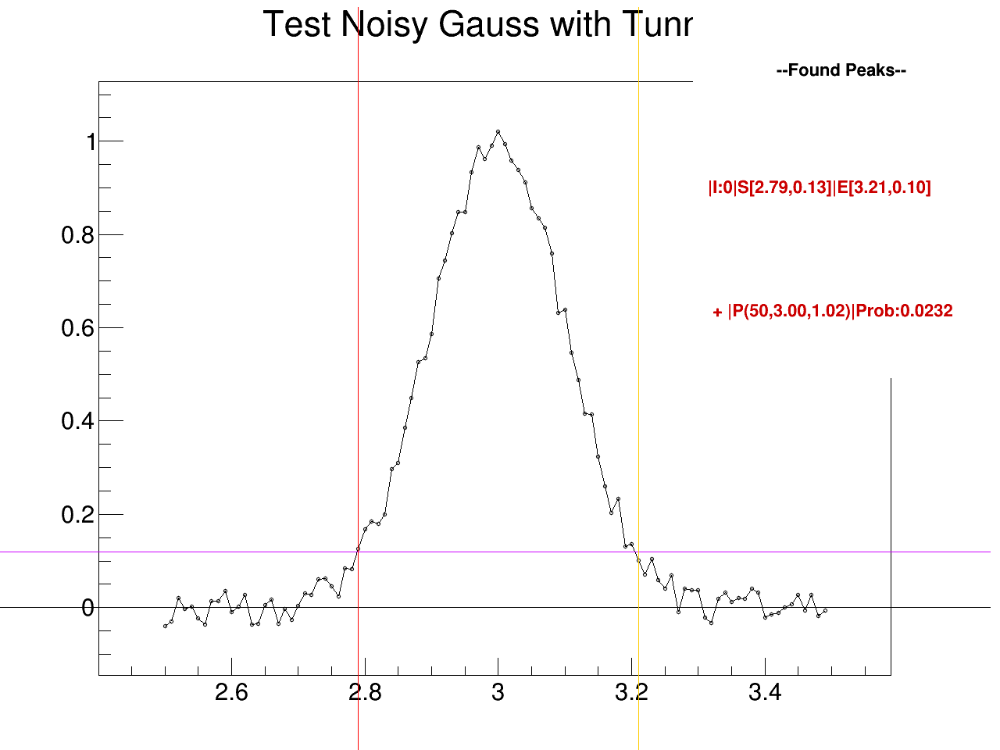 Test Noisy Gauss with Tunr
--Found Peaks--
1
|I:0|S[2.79,0.13]|E[3.21,0.10]
0.8
+ |P(50,3.00,1.02)|Prob:0.0232
0.6
0.4
0.2
0
2.6 2.8 3 3.2 3.4